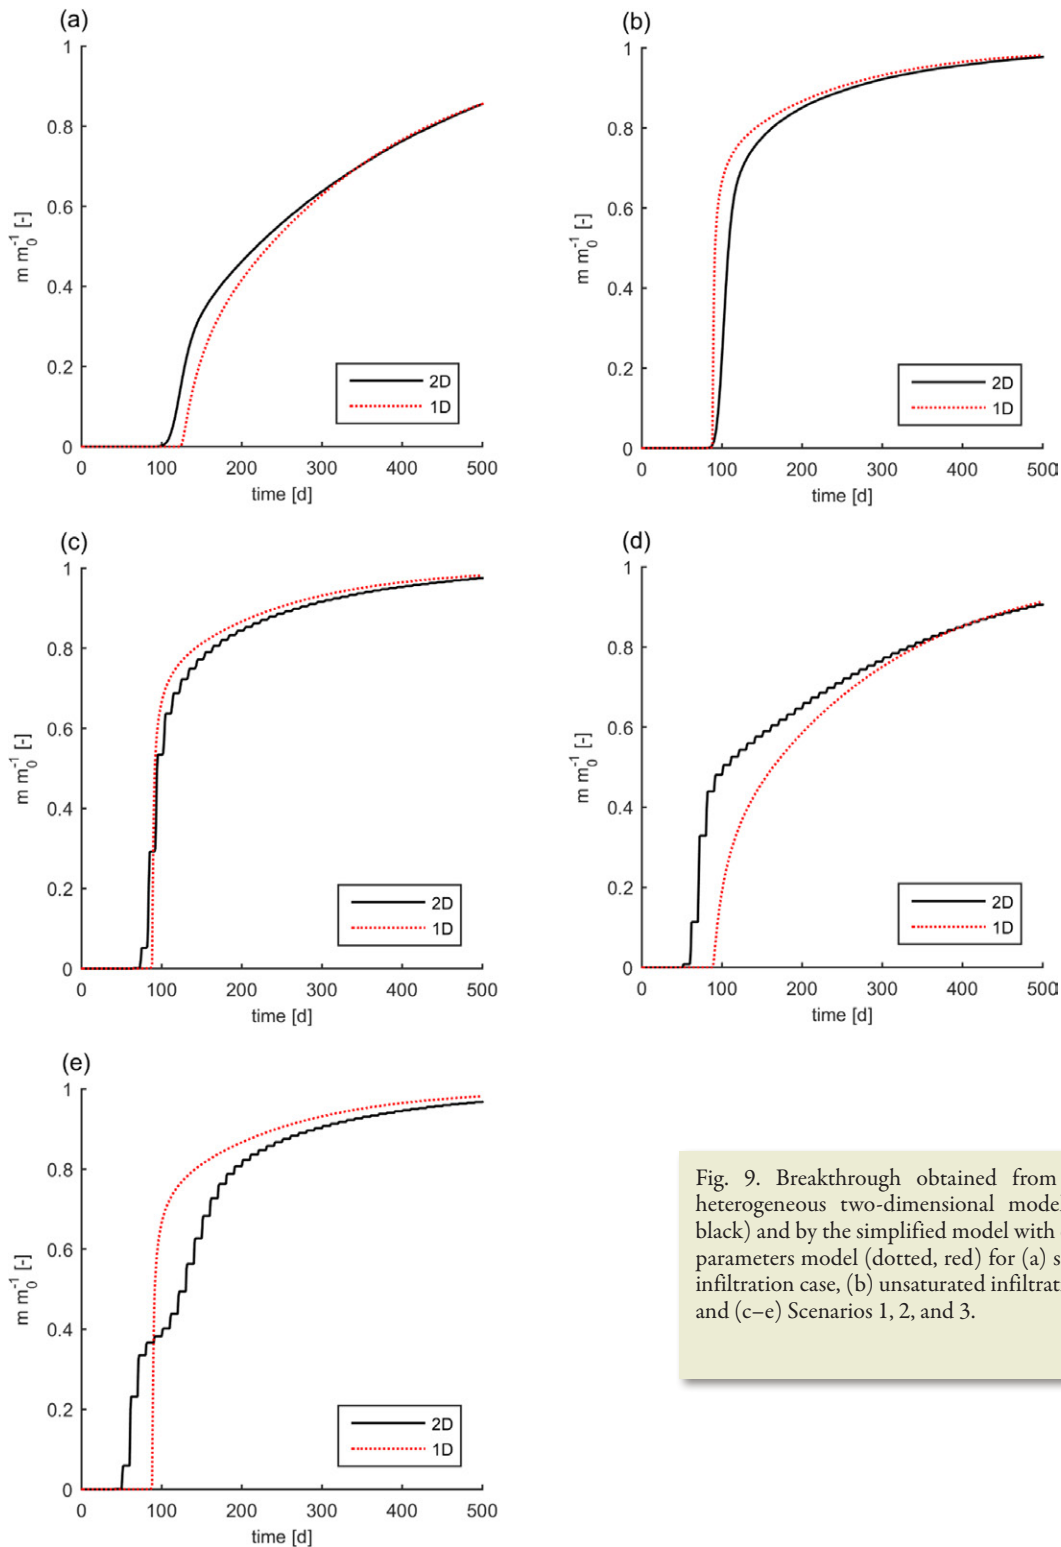 (a)
1
0.8
0.6
0.4
0.2
0
m m₀⁻¹ [-]
2D
1D
0 100 200 300 400 500
time [d]
(b)
1
0.8
0.6
0.4
0.2
0
m m₀⁻¹ [-]
2D
1D
0 100 200 300 400 500
time [d]
(c)
1
0.8
0.6
0.4
0.2
0
m m₀⁻¹ [-]
2D
1D
0 100 200 300 400 500
time [d]
(d)
1
0.8
0.6
0.4
0.2
0
m m₀⁻¹ [-]
2D
1D
0 100 200 300 400 500
time [d]
(e)
1
0.8
0.6
0.4
0.2
0
m m₀⁻¹ [-]
2D
1D
0 100 200 300 400 500
time [d]
Fig. 9. Breakthrough obtained from
heterogeneous two-dimensional model
black) and by the simplified model with
parameters model (dotted, red) for (a) s
infiltration case, (b) unsaturated infiltrati
and (c–e) Scenarios 1, 2, and 3.